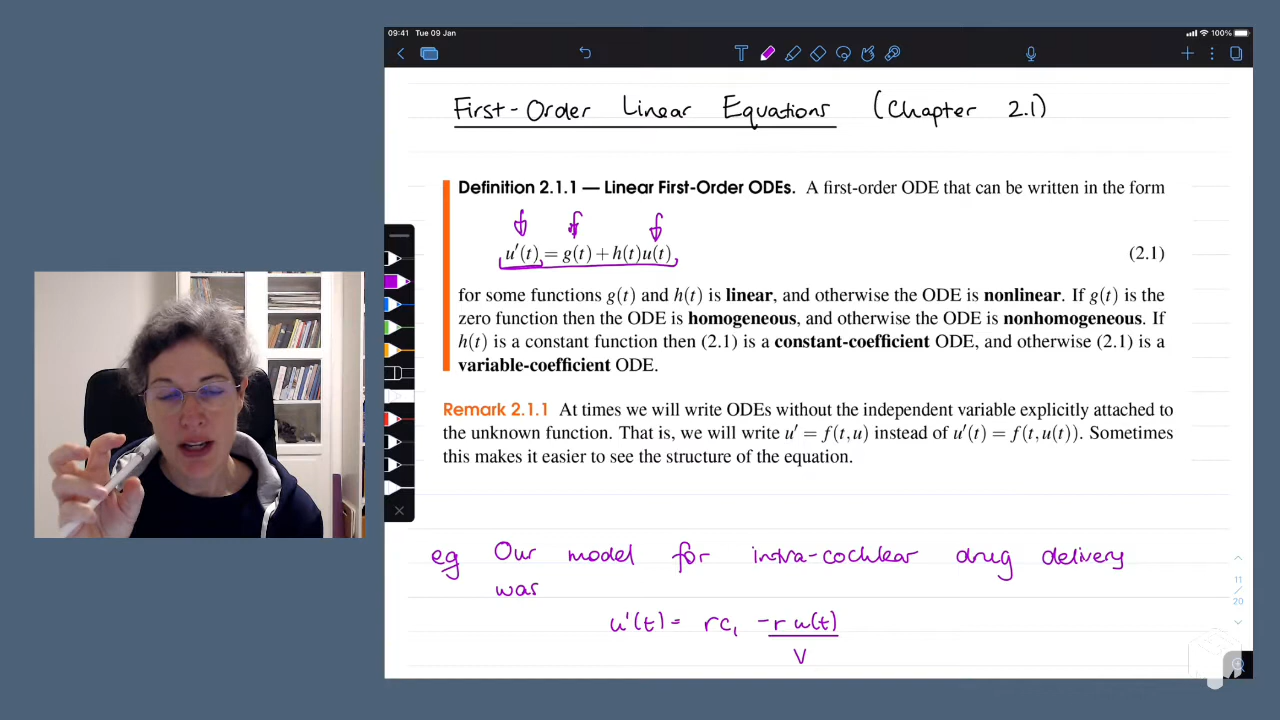 09:41 Tue 09 Jan
100%
First-Order Linear Equations (Chapter 2.1)
Definition 2.1.1 — Linear First-Order ODEs. A first-order ODE that can be written in the form
u′(t) = g(t) + h(t)u(t), (2.1)
for some functions g(t) and h(t) is linear, and otherwise the ODE is nonlinear. If g(t) is the
zero function then the ODE is homogeneous, and otherwise the ODE is nonhomogeneous. If
h(t) is a constant function then (2.1) is a constant-coefficient ODE, and otherwise (2.1) is a
variable-coefficient ODE.
Remark 2.1.1 At times we will write ODEs without the independent variable explicitly attached to
the unknown function. That is, we will write u′ = f(t,u) instead of u′(t) = f(t,u(t)). Sometimes
this makes it easier to see the structure of the equation.
eg Our model for intra-cochlear drug delivery
was
u'(t) = rc₁ - r u(t)
V
11
/
20